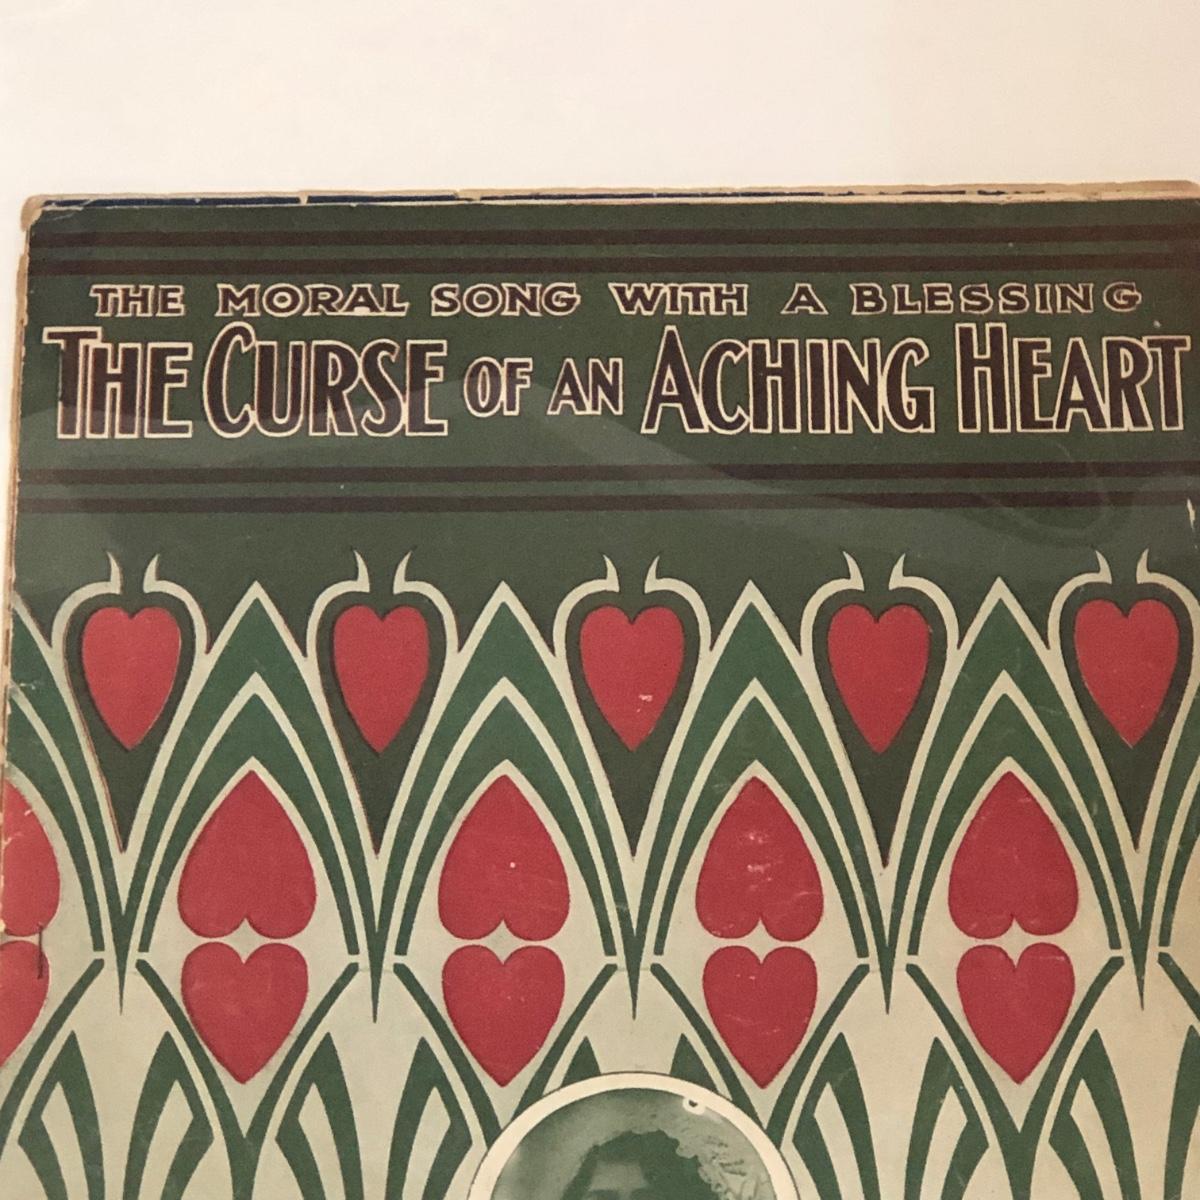 THE MORAL SONG WITH A BLESSING
THE CURSE OF AN ACHING HEART